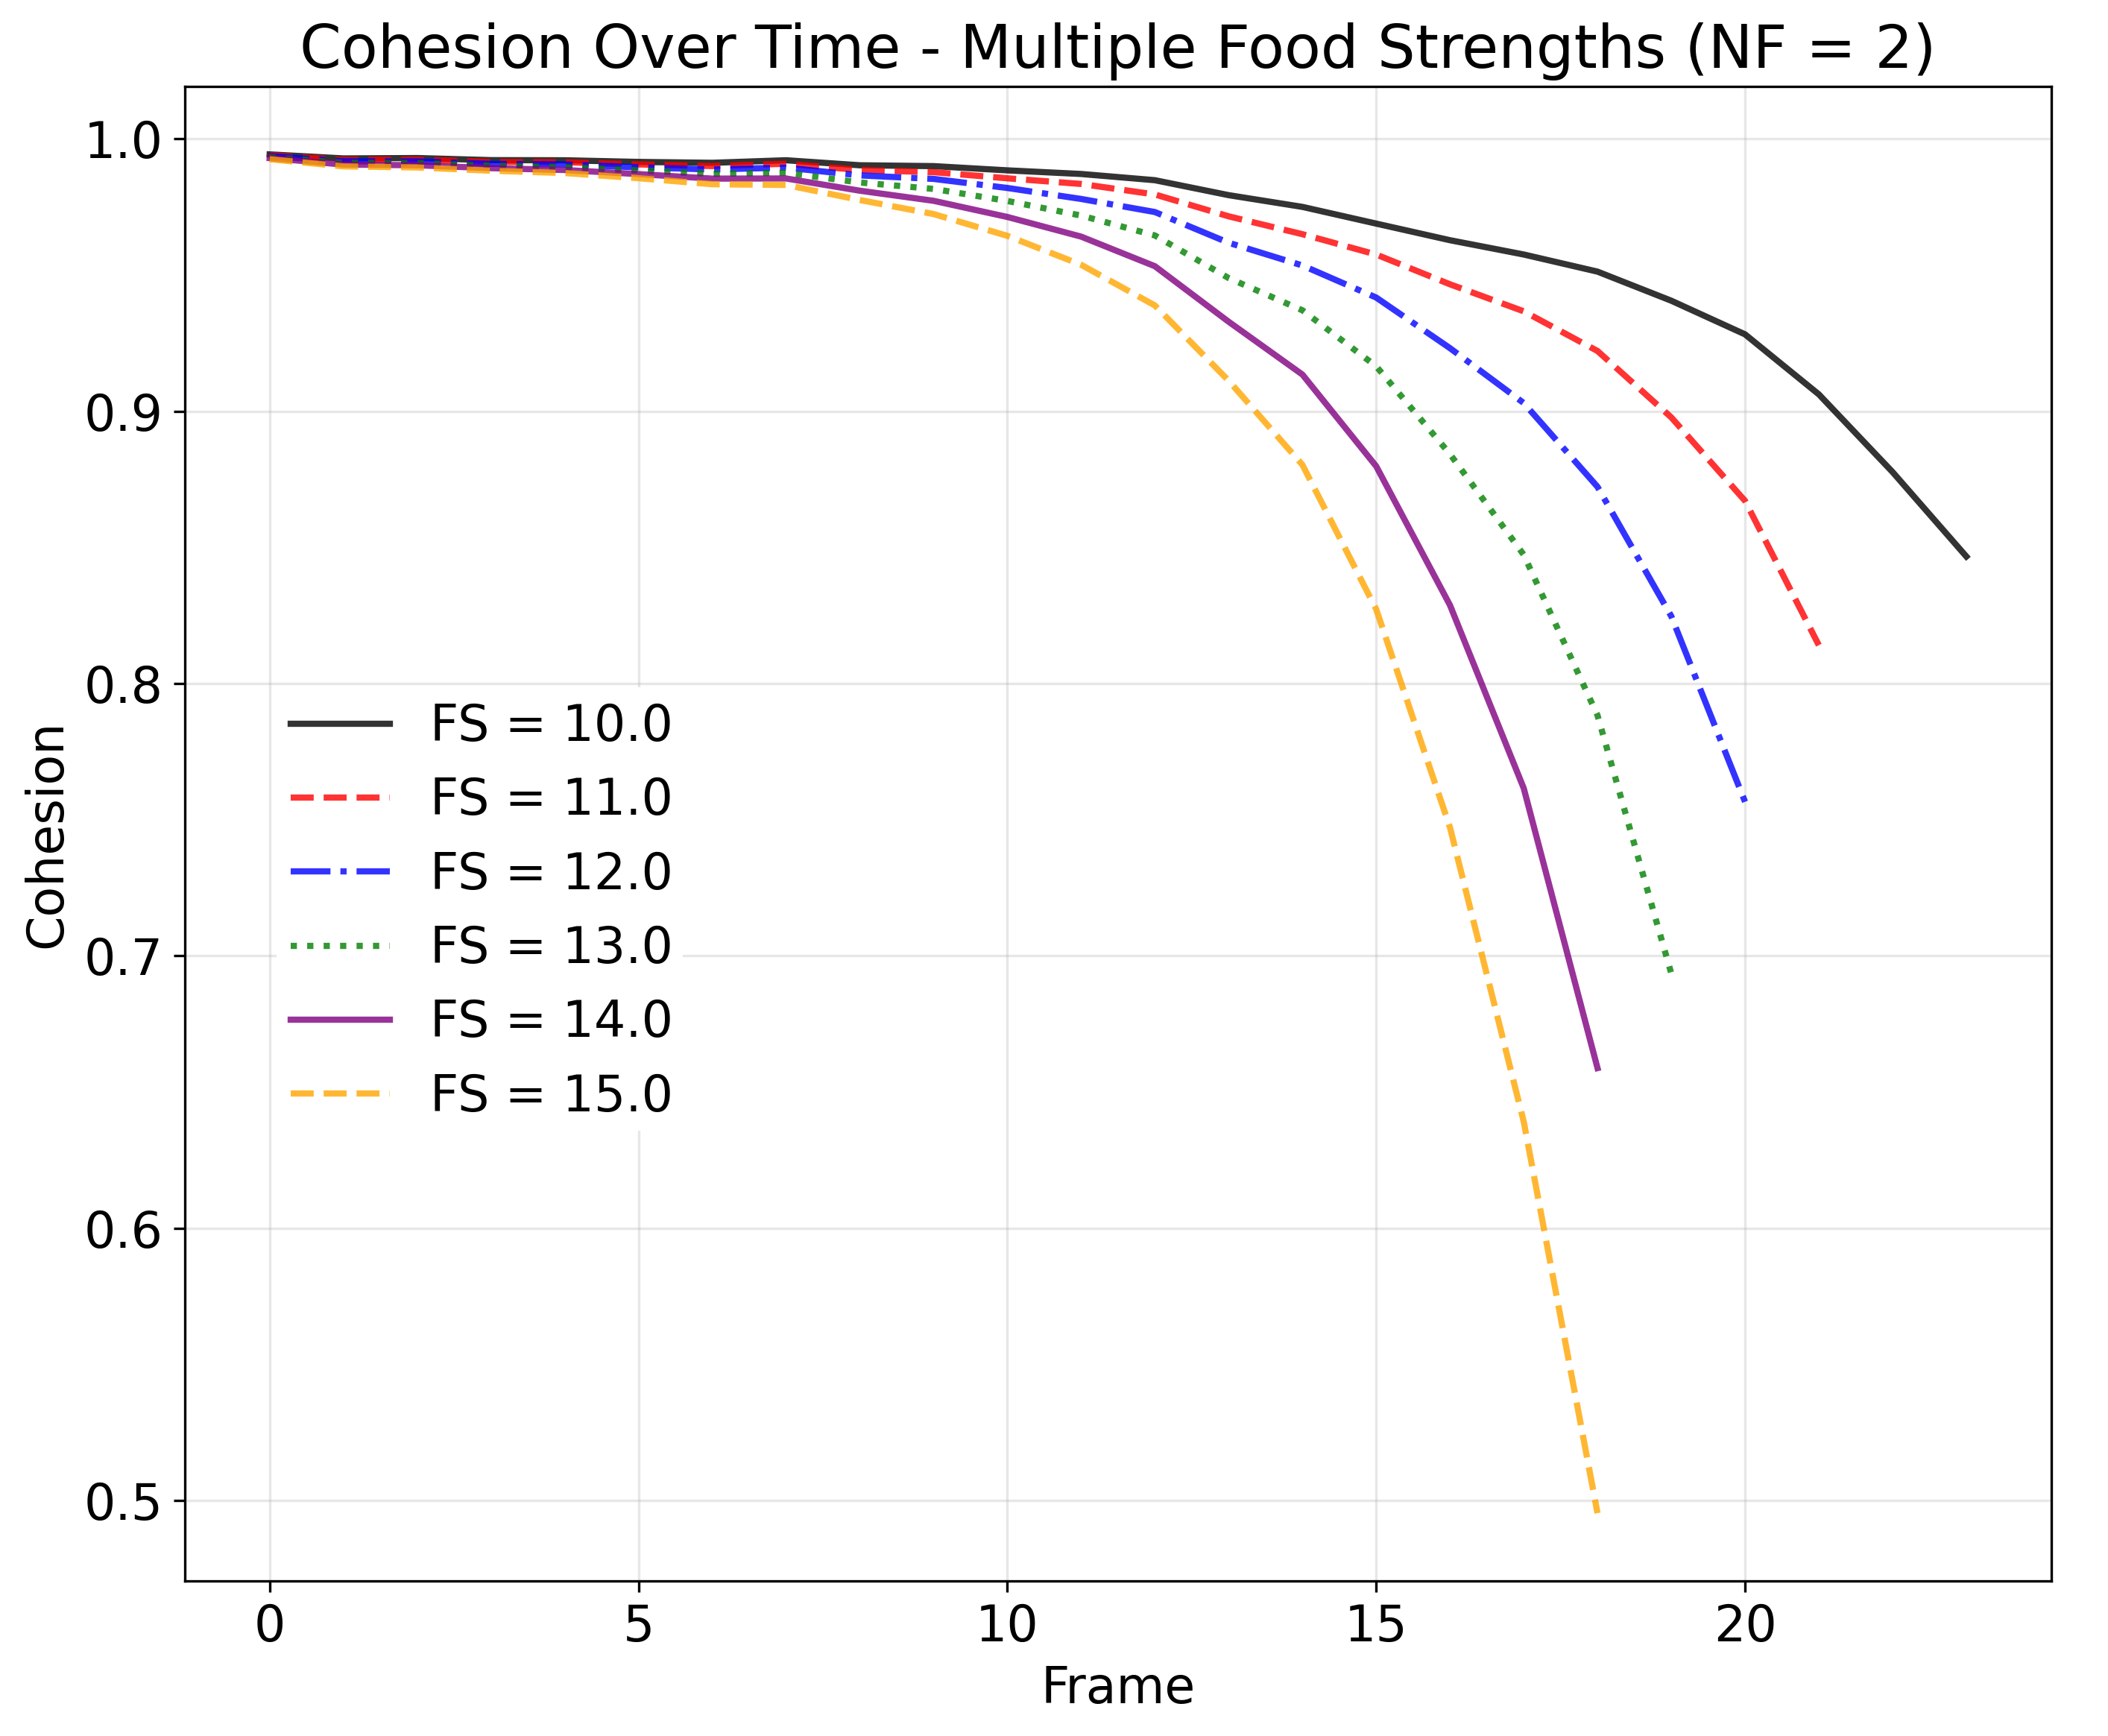 Cohesion Over Time - Multiple Food Strengths (NF = 2)
Cohesion
1.0
0.9
0.8
0.7
0.6
0.5
FS = 10.0
FS = 11.0
FS = 12.0
FS = 13.0
FS = 14.0
FS = 15.0
0 5 10 15 20
Frame